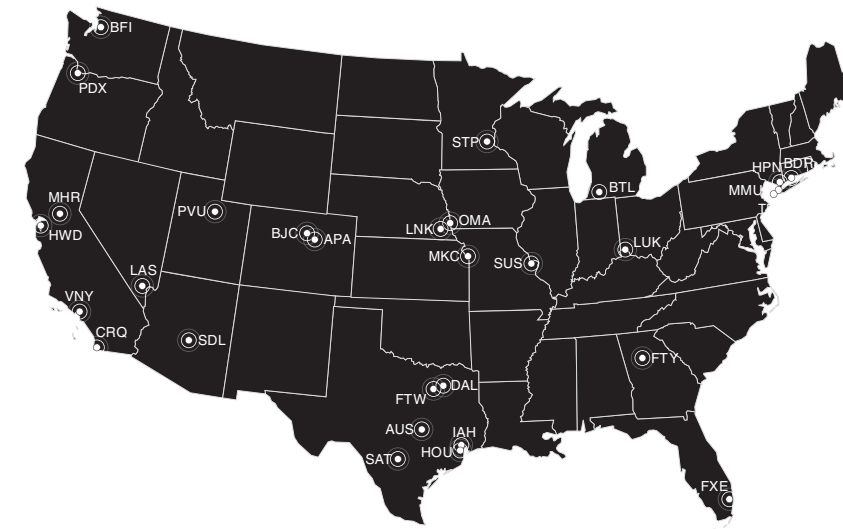 BFI
PDX
STP
HPN
BDR
BTL
MMU
MHR
PVU
OMA
LNK
HWD
BJC
APA
LUK
MKC
SUS
LAS
VNY
CRQ
SDL
FTY
DAL
FTW
AUS
IAH
HOU
SAT
FXE